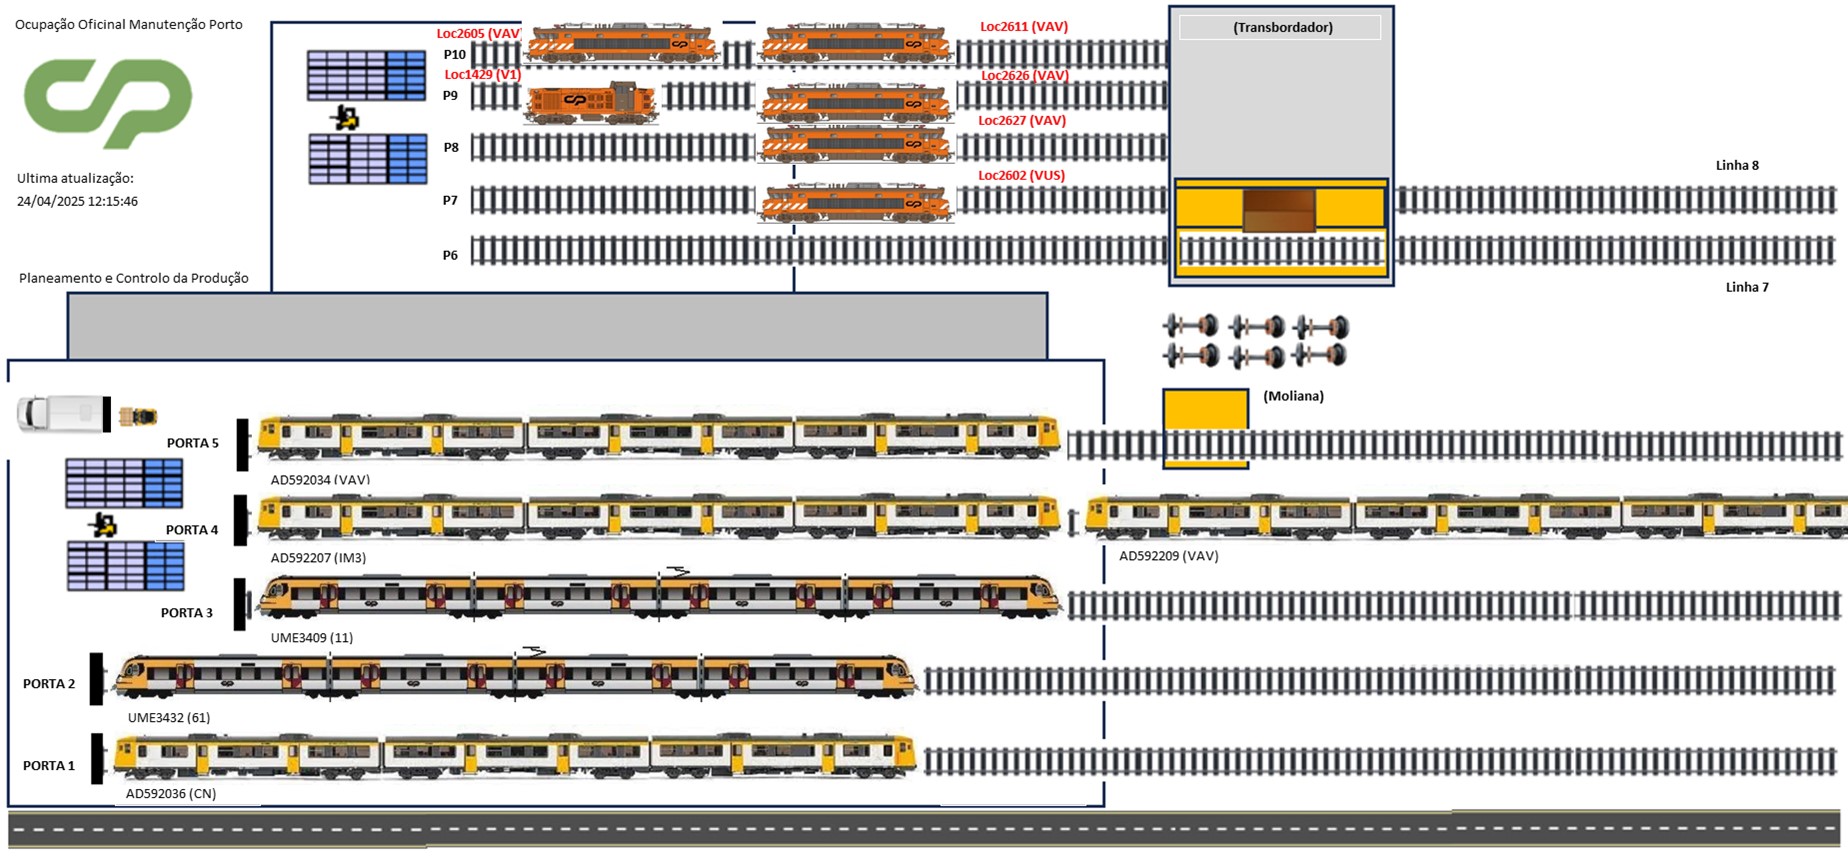 Ocupação Oficinal Manutenção Porto
CP
Ultima atualização:
24/04/2025 12:15:46
Planeamento e Controlo da Produção
Loc2605 (VAV)
Loc2611 (VAV)
P10
Loc1429 (V1)
Loc2626 (VAV)
P9
Loc2627 (VAV)
P8
Loc2602 (VUS)
P7
P6
(Transbordador)
Linha 8
Linha 7
(Moliana)
PORTA 5
AD592034 (VAV)
PORTA 4
AD592207 (IM3)
AD592209 (VAV)
PORTA 3
UME3409 (11)
PORTA 2
UME3432 (61)
PORTA 1
AD592036 (CN)